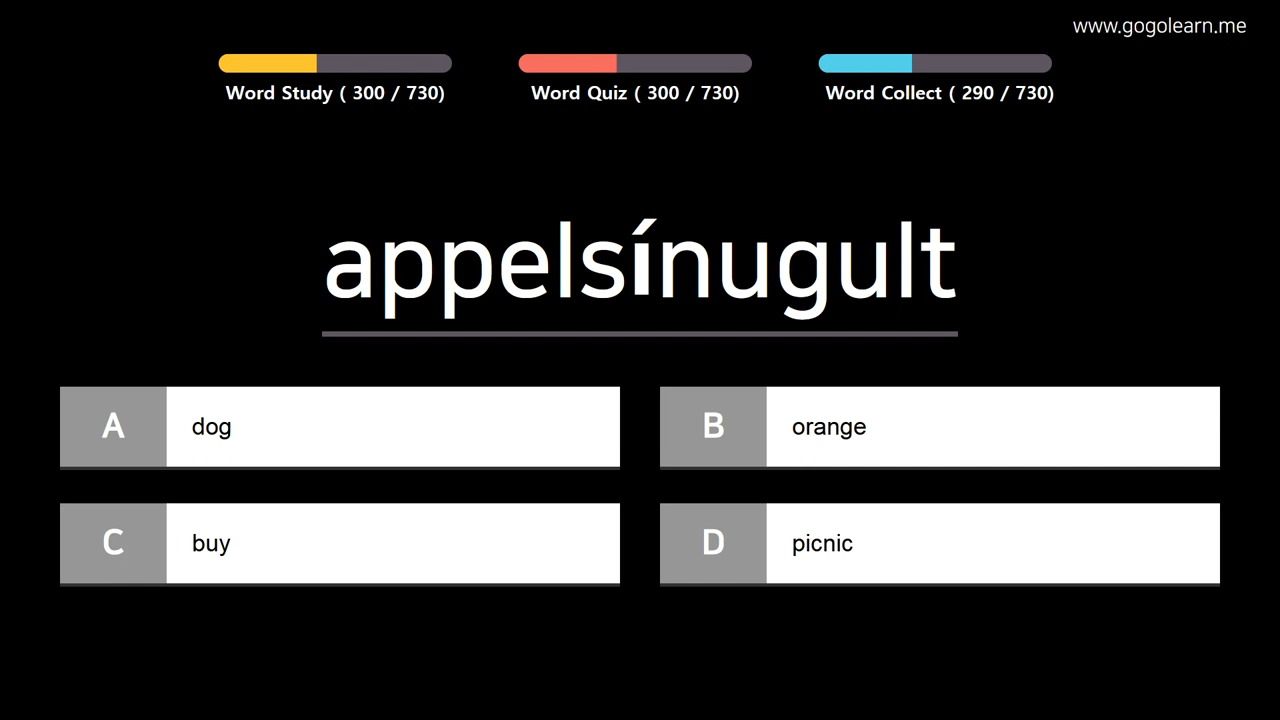 www.gogolearn.me
Word Study ( 300 / 730)
Word Quiz ( 300 / 730)
Word Collect ( 290 / 730)
appelsínugult
A dog
B orange
C buy
D picnic